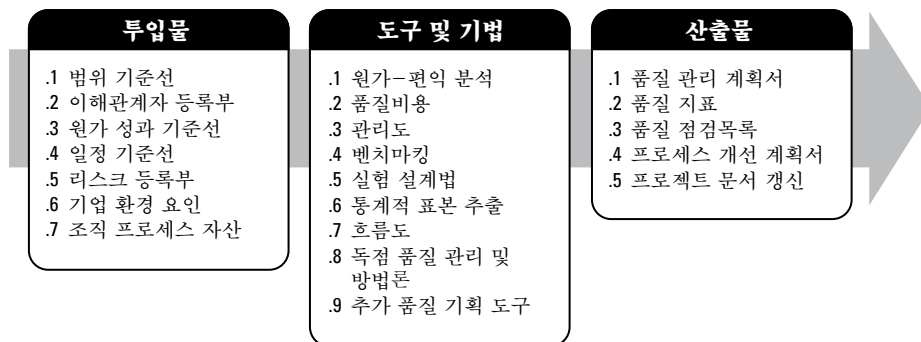 투입물
.1 범위 기준선
.2 이해관계자 등록부
.3 원가 성과 기준선
.4 일정 기준선
.5 리스크 등록부
.6 기업 환경 요인
.7 조직 프로세스 자산
도구 및 기법
.1 원가–편익 분석
.2 품질비용
.3 관리도
.4 벤치마킹
.5 실험 설계법
.6 통계적 표본 추출
.7 흐름도
.8 독점 품질 관리 및
방법론
.9 추가 품질 기획 도구
산출물
.1 품질 관리 계획서
.2 품질 지표
.3 품질 점검목록
.4 프로세스 개선 계획서
.5 프로젝트 문서 갱신